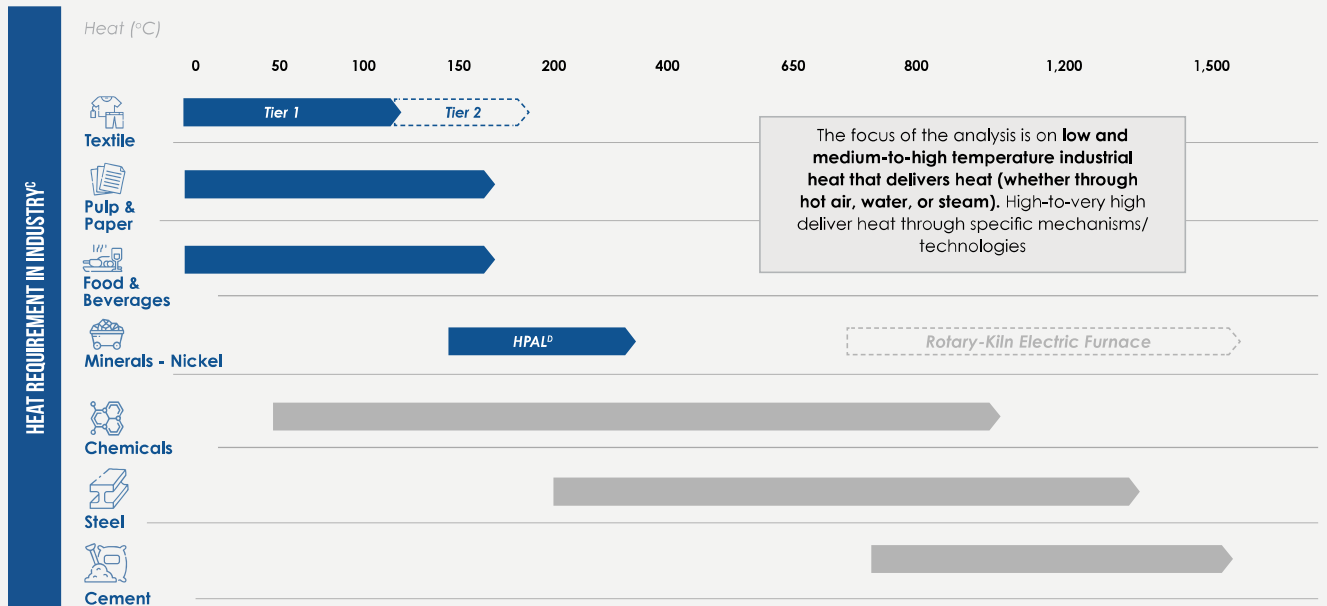 Heat (°C)
0 50 100 150 200 400 650 800 1,200 1,500
HEAT REQUIREMENT IN INDUSTRYᶜ
Textile
Tier 1
Tier 2
The focus of the analysis is on low and
medium-to-high temperature industrial
heat that delivers heat (whether through
hot air, water, or steam). High-to-very high
deliver heat through specific mechanisms/
technologies
Pulp &
Paper
Food &
Beverages
Minerals - Nickel
HPALᴰ
Rotary-Kiln Electric Furnace
Chemicals
Steel
Cement